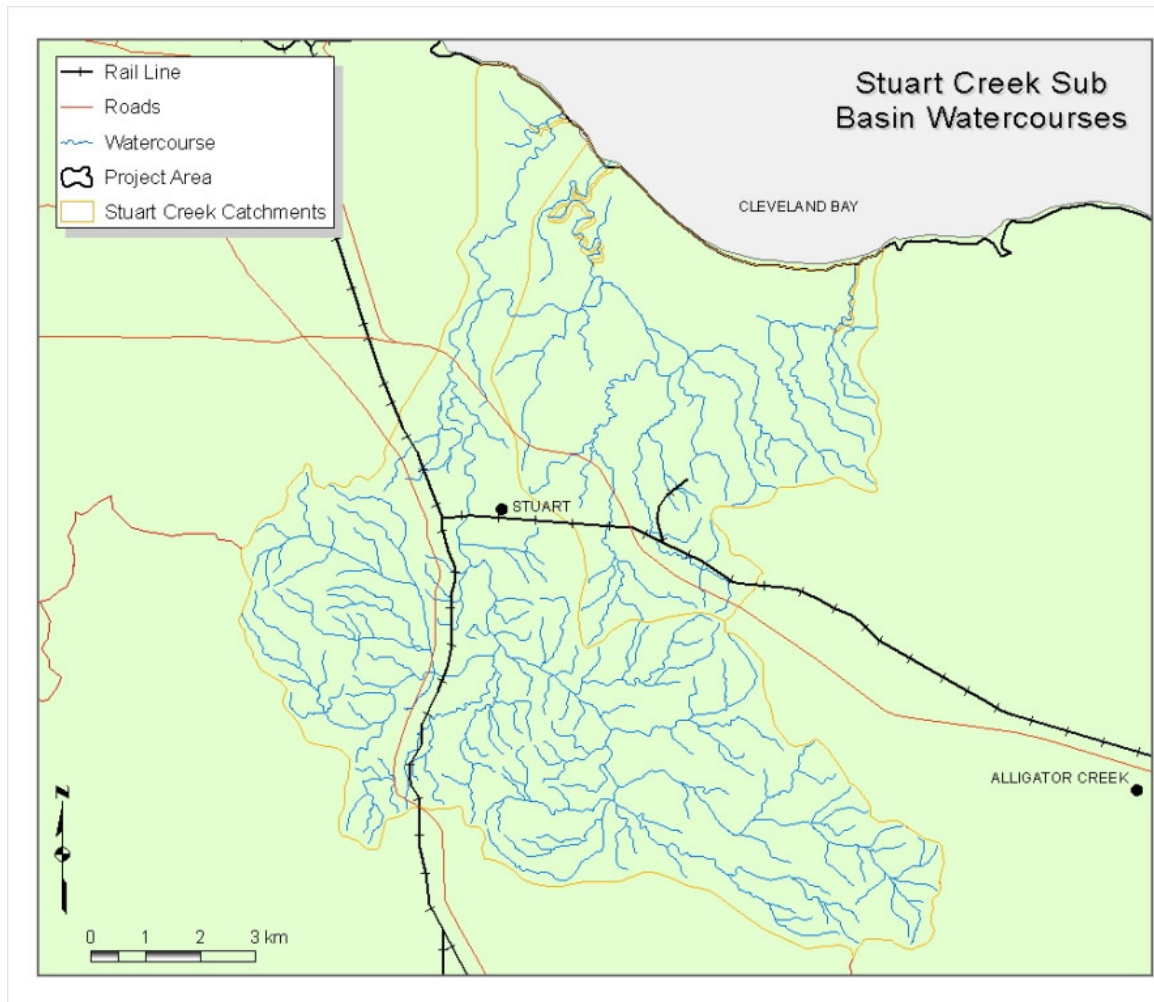 Rail Line
Roads
Watercourse
Project Area
Stuart Creek Catchments
Stuart Creek Sub
Basin Watercourses
CLEVELAND BAY
STUART
ALLIGATOR CREEK
N
0 1 2 3 km